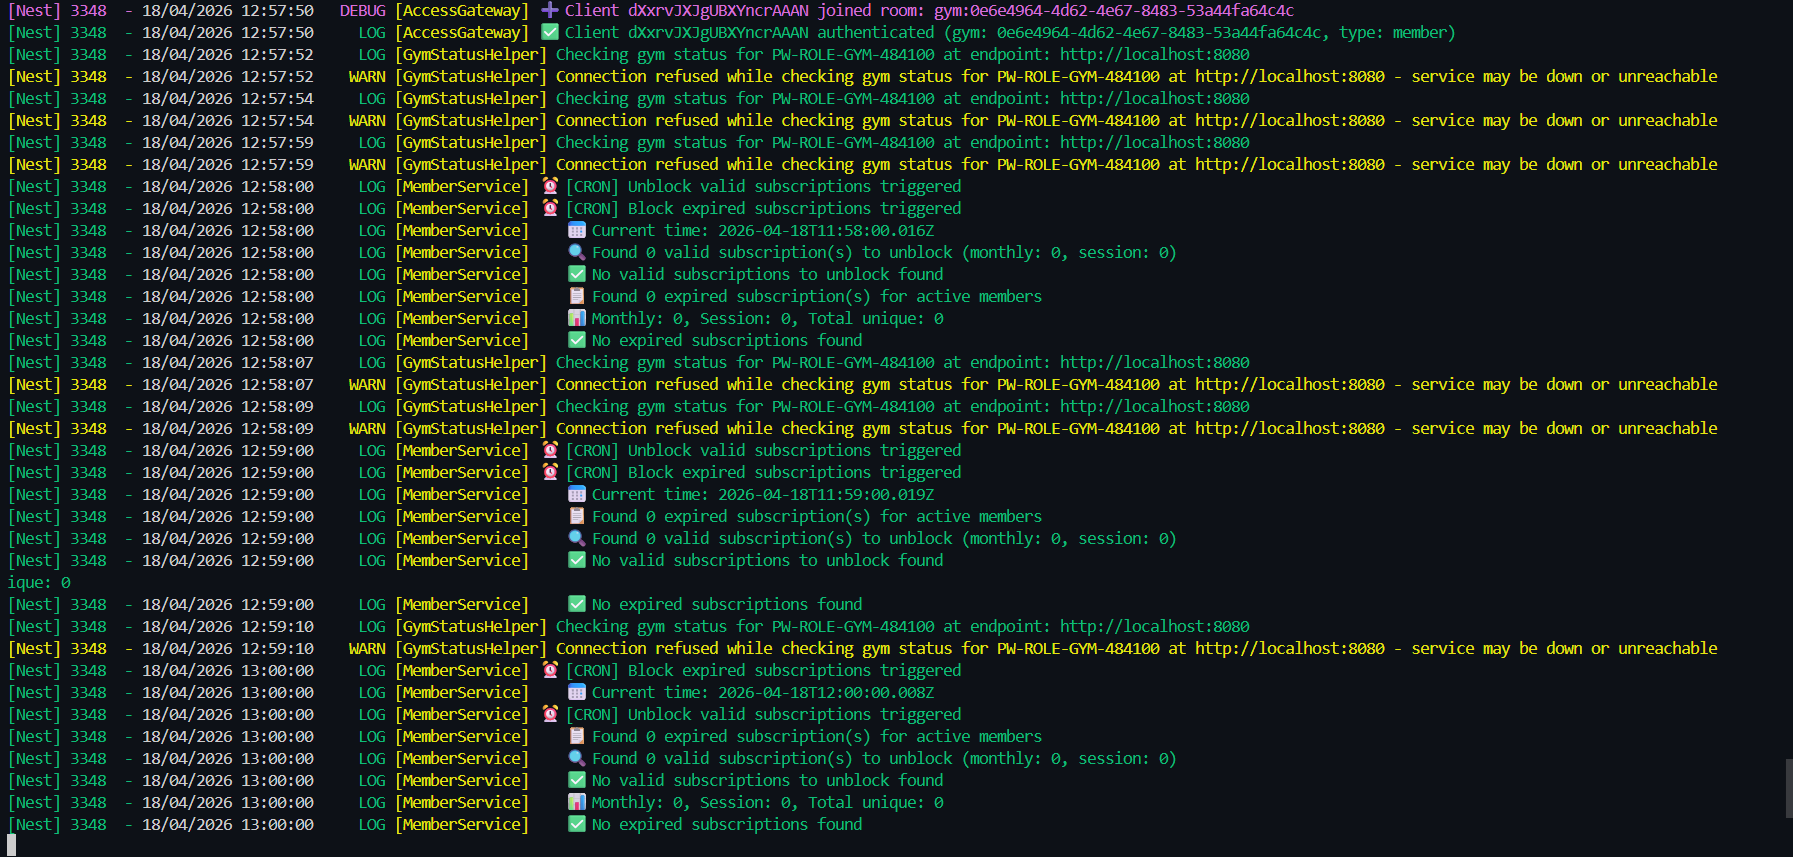 [Nest] 3348  - 18/04/2026 12:57:50   DEBUG [AccessGateway] ➕ Client dXxrvJXJgUBXYncrAAAN joined room: gym:0e6e4964-4d62-4e67-8483-53a44fa64c4c
[Nest] 3348  - 18/04/2026 12:57:50     LOG [AccessGateway] ✅ Client dXxrvJXJgUBXYncrAAAN authenticated (gym: 0e6e4964-4d62-4e67-8483-53a44fa64c4c, type: member)
[Nest] 3348  - 18/04/2026 12:57:52     LOG [GymStatusHelper] Checking gym status for PW-ROLE-GYM-484100 at endpoint: http://localhost:8080
[Nest] 3348  - 18/04/2026 12:57:52    WARN [GymStatusHelper] Connection refused while checking gym status for PW-ROLE-GYM-484100 at http://localhost:8080 - service may be down or unreachable
[Nest] 3348  - 18/04/2026 12:57:54     LOG [GymStatusHelper] Checking gym status for PW-ROLE-GYM-484100 at endpoint: http://localhost:8080
[Nest] 3348  - 18/04/2026 12:57:54    WARN [GymStatusHelper] Connection refused while checking gym status for PW-ROLE-GYM-484100 at http://localhost:8080 - service may be down or unreachable
[Nest] 3348  - 18/04/2026 12:57:59     LOG [GymStatusHelper] Checking gym status for PW-ROLE-GYM-484100 at endpoint: http://localhost:8080
[Nest] 3348  - 18/04/2026 12:57:59    WARN [GymStatusHelper] Connection refused while checking gym status for PW-ROLE-GYM-484100 at http://localhost:8080 - service may be down or unreachable
[Nest] 3348  - 18/04/2026 12:58:00     LOG [MemberService] ⏰ [CRON] Unblock valid subscriptions triggered
[Nest] 3348  - 18/04/2026 12:58:00     LOG [MemberService] ⏰ [CRON] Block expired subscriptions triggered
[Nest] 3348  - 18/04/2026 12:58:00     LOG [MemberService]    📅 Current time: 2026-04-18T11:58:00.016Z
[Nest] 3348  - 18/04/2026 12:58:00     LOG [MemberService]    🔍 Found 0 valid subscription(s) to unblock (monthly: 0, session: 0)
[Nest] 3348  - 18/04/2026 12:58:00     LOG [MemberService]    ✅ No valid subscriptions to unblock found
[Nest] 3348  - 18/04/2026 12:58:00     LOG [MemberService]    📋 Found 0 expired subscription(s) for active members
[Nest] 3348  - 18/04/2026 12:58:00     LOG [MemberService]    📊 Monthly: 0, Session: 0, Total unique: 0
[Nest] 3348  - 18/04/2026 12:58:00     LOG [MemberService]    ✅ No expired subscriptions found
[Nest] 3348  - 18/04/2026 12:58:07     LOG [GymStatusHelper] Checking gym status for PW-ROLE-GYM-484100 at endpoint: http://localhost:8080
[Nest] 3348  - 18/04/2026 12:58:07    WARN [GymStatusHelper] Connection refused while checking gym status for PW-ROLE-GYM-484100 at http://localhost:8080 - service may be down or unreachable
[Nest] 3348  - 18/04/2026 12:58:09     LOG [GymStatusHelper] Checking gym status for PW-ROLE-GYM-484100 at endpoint: http://localhost:8080
[Nest] 3348  - 18/04/2026 12:58:09    WARN [GymStatusHelper] Connection refused while checking gym status for PW-ROLE-GYM-484100 at http://localhost:8080 - service may be down or unreachable
[Nest] 3348  - 18/04/2026 12:59:00     LOG [MemberService] ⏰ [CRON] Unblock valid subscriptions triggered
[Nest] 3348  - 18/04/2026 12:59:00     LOG [MemberService] ⏰ [CRON] Block expired subscriptions triggered
[Nest] 3348  - 18/04/2026 12:59:00     LOG [MemberService]    📅 Current time: 2026-04-18T11:59:00.019Z
[Nest] 3348  - 18/04/2026 12:59:00     LOG [MemberService]    📋 Found 0 expired subscription(s) for active members
[Nest] 3348  - 18/04/2026 12:59:00     LOG [MemberService]    🔍 Found 0 valid subscription(s) to unblock (monthly: 0, session: 0)
[Nest] 3348  - 18/04/2026 12:59:00     LOG [MemberService]    ✅ No valid subscriptions to unblock found
ique: 0
[Nest] 3348  - 18/04/2026 12:59:00     LOG [MemberService]    ✅ No expired subscriptions found
[Nest] 3348  - 18/04/2026 12:59:10     LOG [GymStatusHelper] Checking gym status for PW-ROLE-GYM-484100 at endpoint: http://localhost:8080
[Nest] 3348  - 18/04/2026 12:59:10    WARN [GymStatusHelper] Connection refused while checking gym status for PW-ROLE-GYM-484100 at http://localhost:8080 - service may be down or unreachable
[Nest] 3348  - 18/04/2026 13:00:00     LOG [MemberService] ⏰ [CRON] Block expired subscriptions triggered
[Nest] 3348  - 18/04/2026 13:00:00     LOG [MemberService]    📅 Current time: 2026-04-18T12:00:00.008Z
[Nest] 3348  - 18/04/2026 13:00:00     LOG [MemberService] ⏰ [CRON] Unblock valid subscriptions triggered
[Nest] 3348  - 18/04/2026 13:00:00     LOG [MemberService]    📋 Found 0 expired subscription(s) for active members
[Nest] 3348  - 18/04/2026 13:00:00     LOG [MemberService]    🔍 Found 0 valid subscription(s) to unblock (monthly: 0, session: 0)
[Nest] 3348  - 18/04/2026 13:00:00     LOG [MemberService]    ✅ No valid subscriptions to unblock found
[Nest] 3348  - 18/04/2026 13:00:00     LOG [MemberService]    📊 Monthly: 0, Session: 0, Total unique: 0
[Nest] 3348  - 18/04/2026 13:00:00     LOG [MemberService]    ✅ No expired subscriptions found